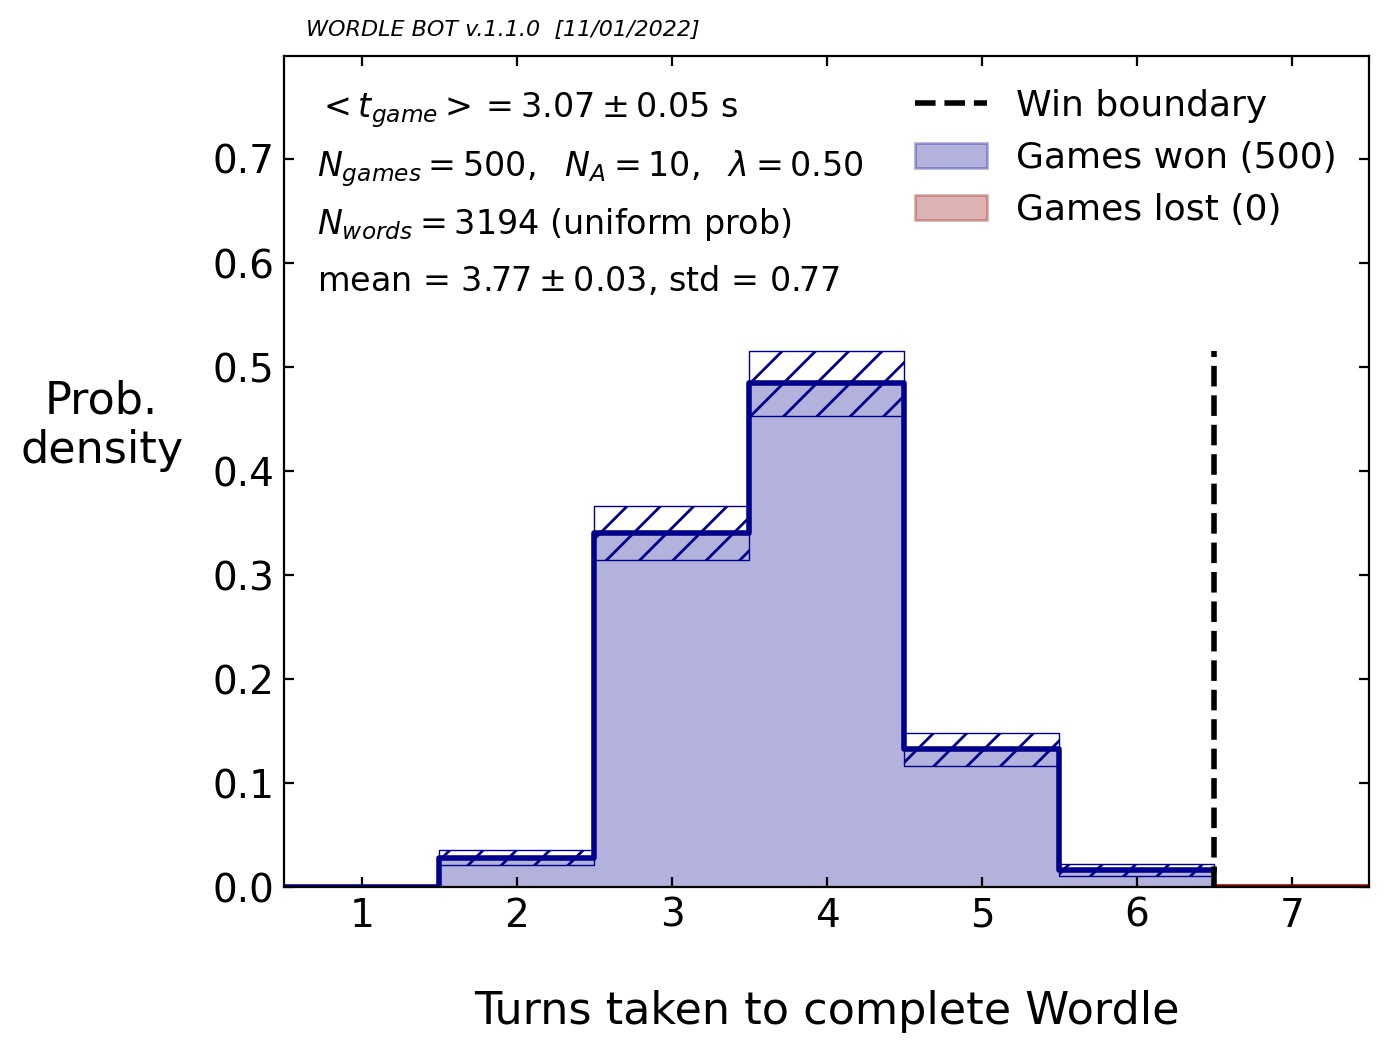 WORDLE BOT v.1.1.0 [11/01/2022]
< t_game > = 3.07 ± 0.05 s
N_games = 500, N_A = 10, λ = 0.50
N_words = 3194 (uniform prob)
mean = 3.77 ± 0.03, std = 0.77
Win boundary
Games won (500)
Games lost (0)
0.7
0.6
0.5
0.4
0.3
0.2
0.1
0.0
Prob.
density
1 2 3 4 5 6 7
Turns taken to complete Wordle